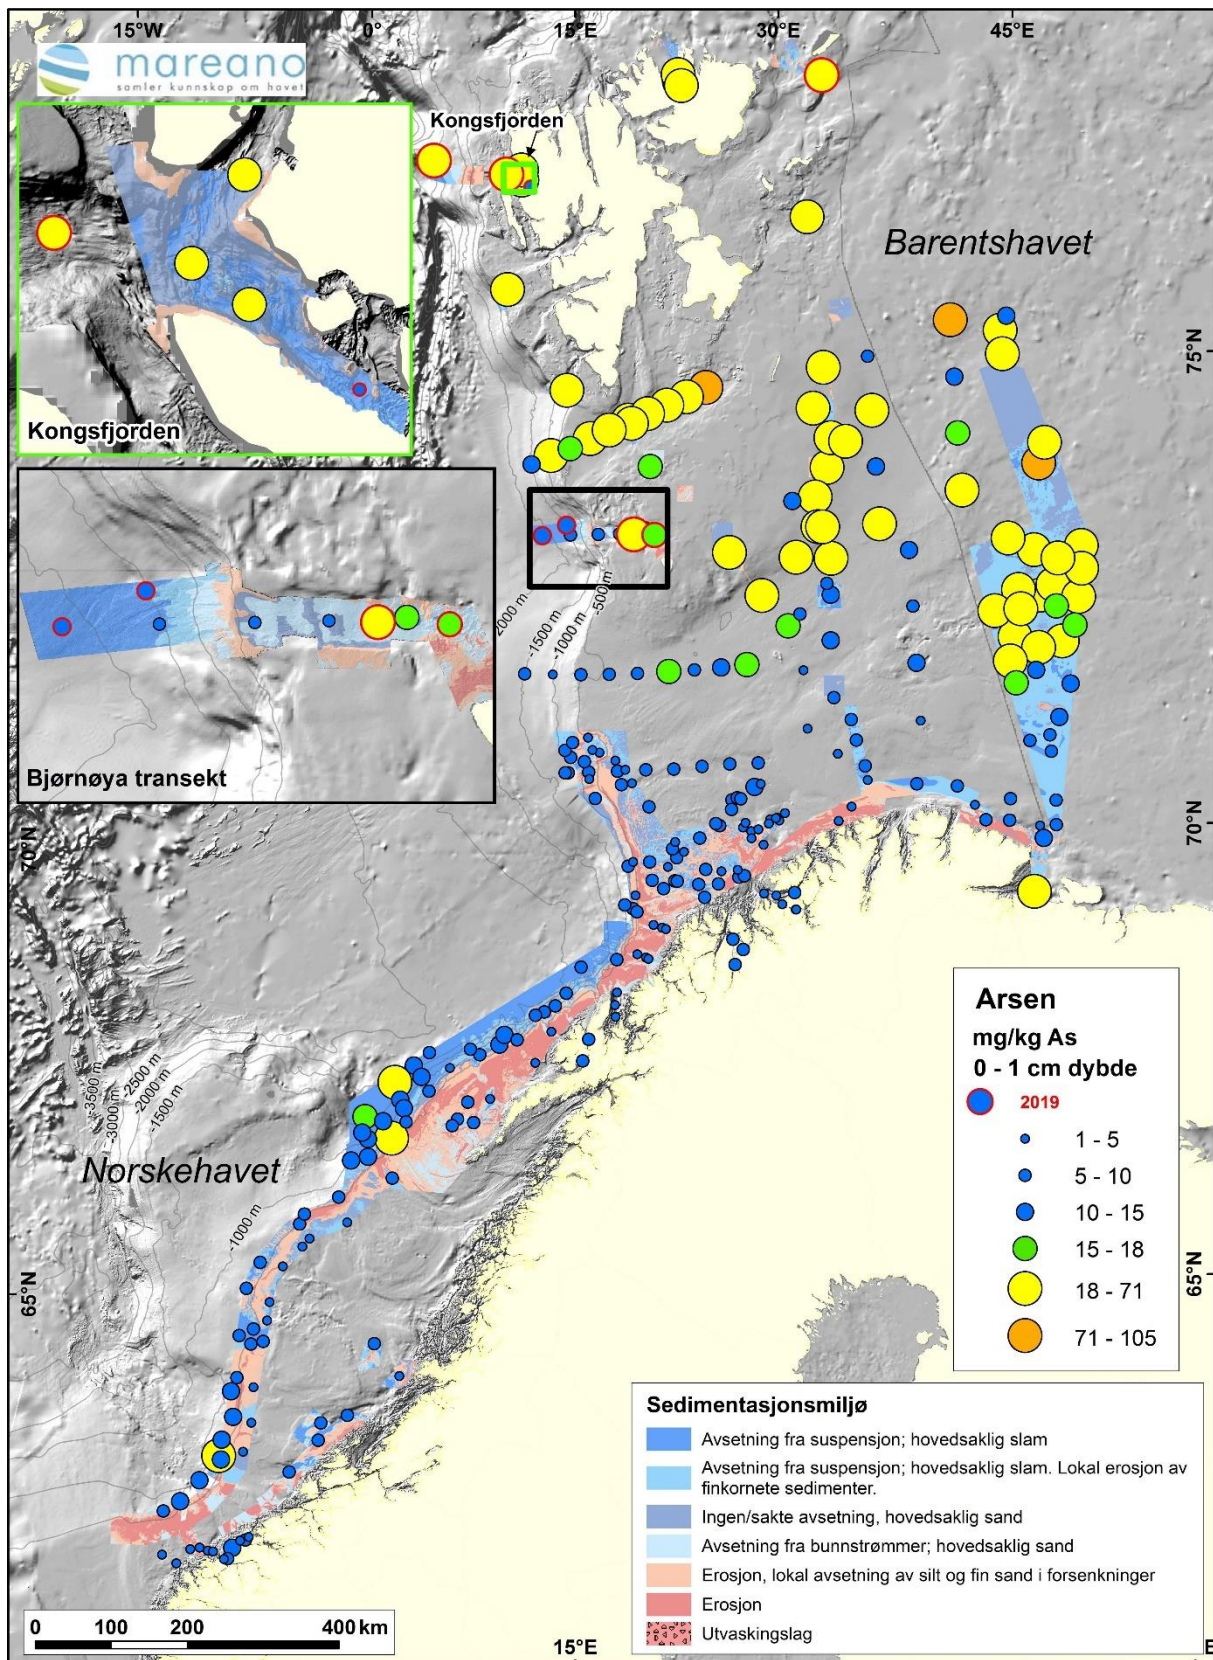 15°W 0° 15°E 30°E 45°E
mareano
samler kunnskap om havet
Kongsfjorden
Barentshavet
75°N
Kongsfjorden
2000 m
-1500 m
-1000 m
-500 m
Bjørnøya transekt
70°N
70°N
Arsen
mg/kg As
0 - 1 cm dybde
2019
1 - 5
5 - 10
10 - 15
15 - 18
18 - 71
71 - 105
-3500 m
-3000 m
-2500 m
-2000 m
-1500 m
Norskehavet
-1000 m
65°N
65°N
Sedimentasjonsmiljø
Avsetning fra suspensjon; hovedsaklig slam
Avsetning fra suspensjon; hovedsaklig slam. Lokal erosjon av
finkornete sedimenter.
Ingen/sakte avsetning, hovedsaklig sand
Avsetning fra bunnstrømmer; hovedsaklig sand
Erosjon, lokal avsetning av silt og fin sand i forsenkninger
Erosjon
Utvaskingslag
0 100 200 400 km
15°E 30°E